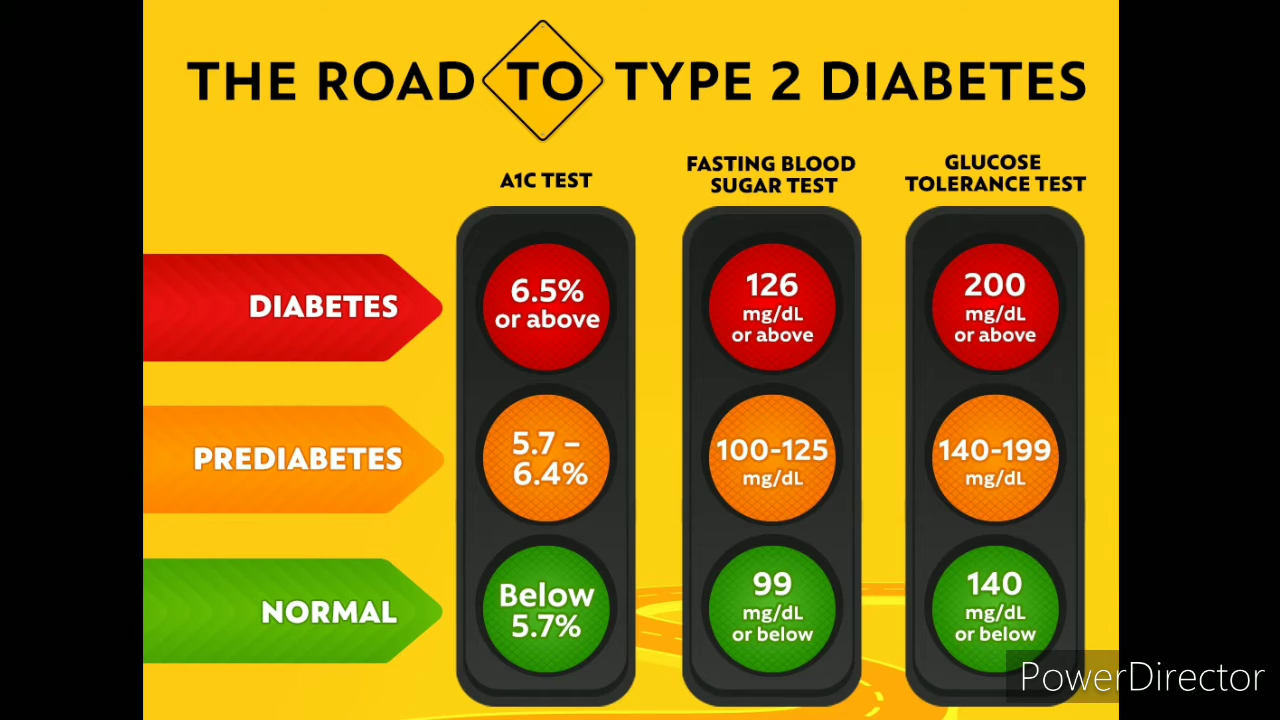 THE ROAD TO TYPE 2 DIABETES
A1C TEST
FASTING BLOOD
SUGAR TEST
GLUCOSE
TOLERANCE TEST
DIABETES
6.5%
or above
126
mg/dL
or above
200
mg/dL
or above
PREDIABETES
5.7 –
6.4%
100-125
mg/dL
140-199
mg/dL
NORMAL
Below
5.7%
99
mg/dL
or below
140
mg/dL
or below
PowerDirector